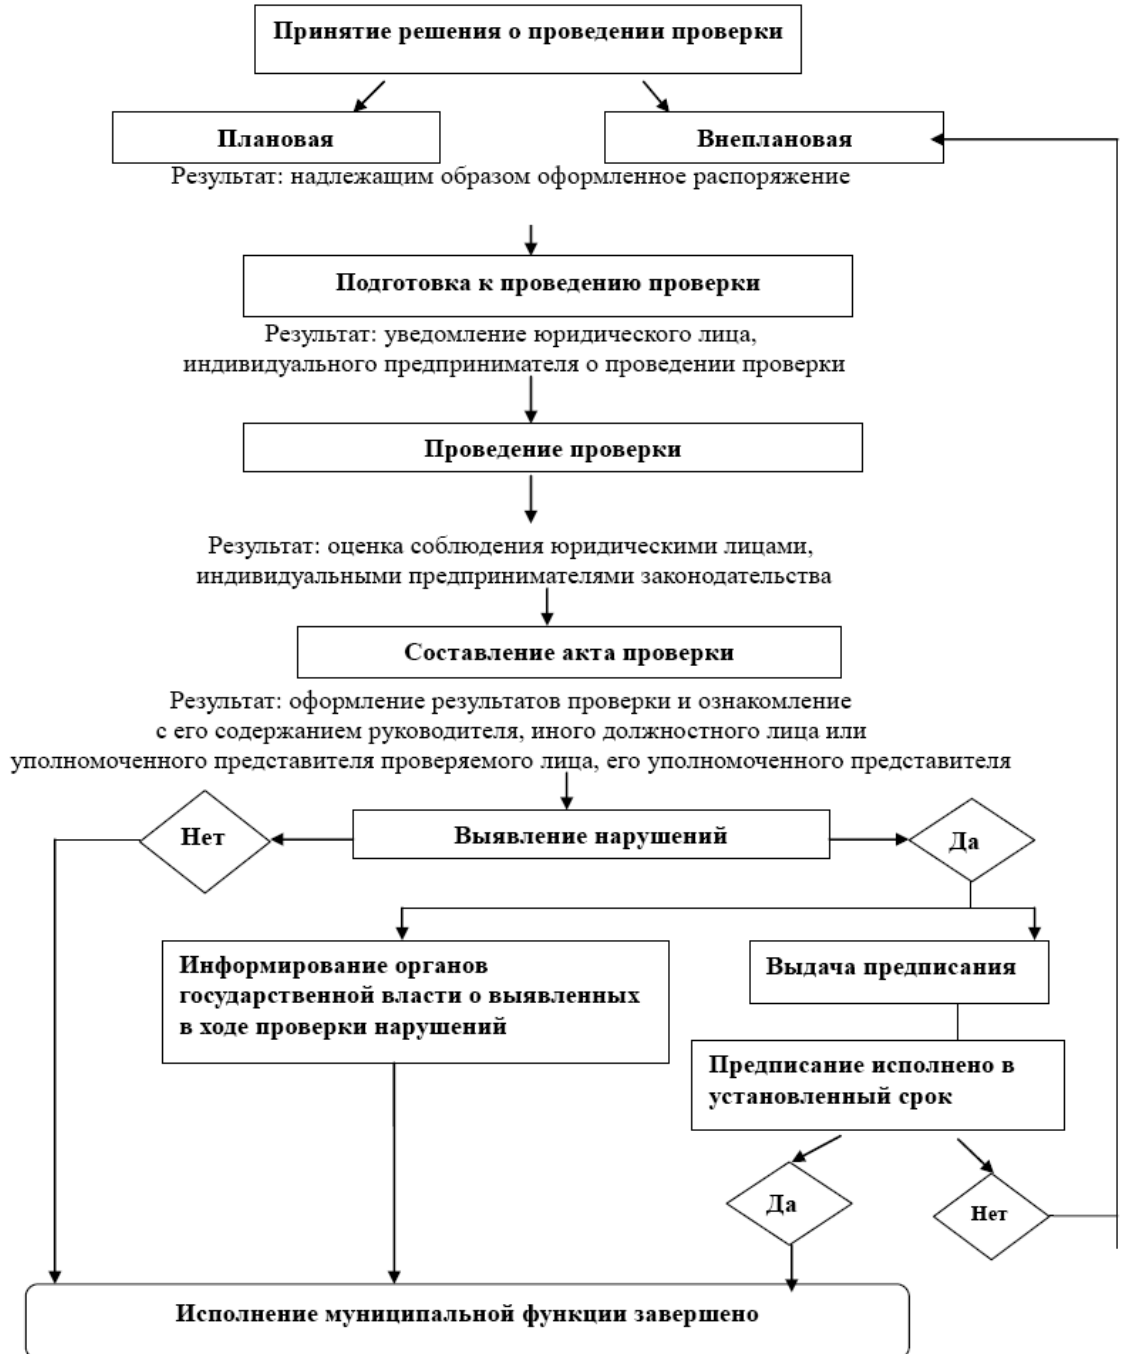 Принятие решения о проведении проверки
Плановая
Внеплановая
Результат: надлежащим образом оформленное распоряжение
Подготовка к проведению проверки
Результат: уведомление юридического лица,
индивидуального предпринимателя о проведении проверки
Проведение проверки
Результат: оценка соблюдения юридическими лицами,
индивидуальными предпринимателями законодательства
Составление акта проверки
Результат: оформление результатов проверки и ознакомление
с его содержанием руководителя, иного должностного лица или
уполномоченного представителя проверяемого лица, его уполномоченного представителя
Нет
Выявление нарушений
Да
Информирование органов
государственной власти о выявленных
в ходе проверки нарушений
Выдача предписания
Предписание исполнено в
установленный срок
Да
Нет
Исполнение муниципальной функции завершено